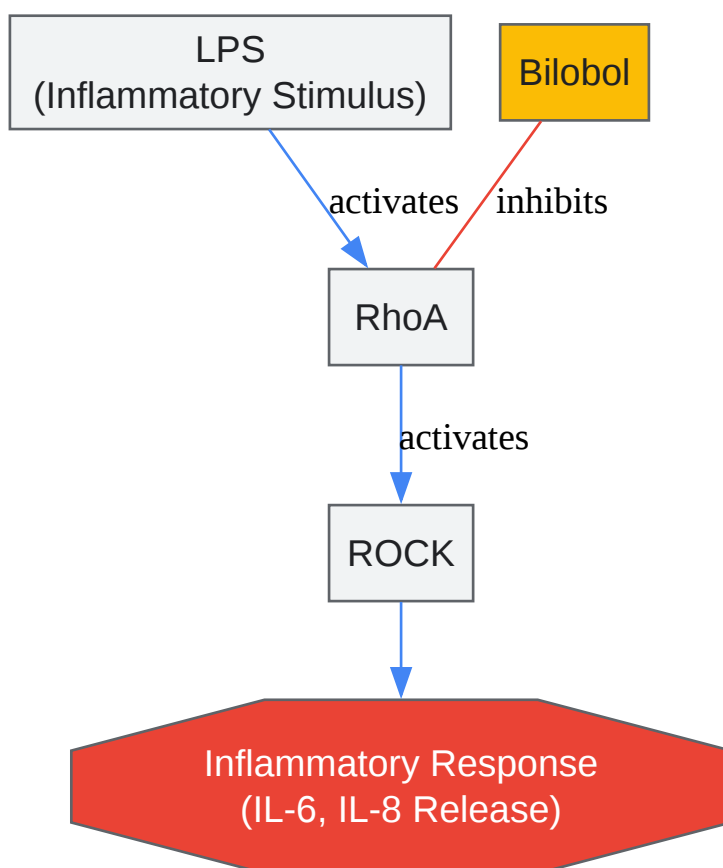 LPS
(Inflammatory Stimulus)
Bilobol
activates
inhibits
RhoA
activates
ROCK
Inflammatory Response
(IL-6, IL-8 Release)